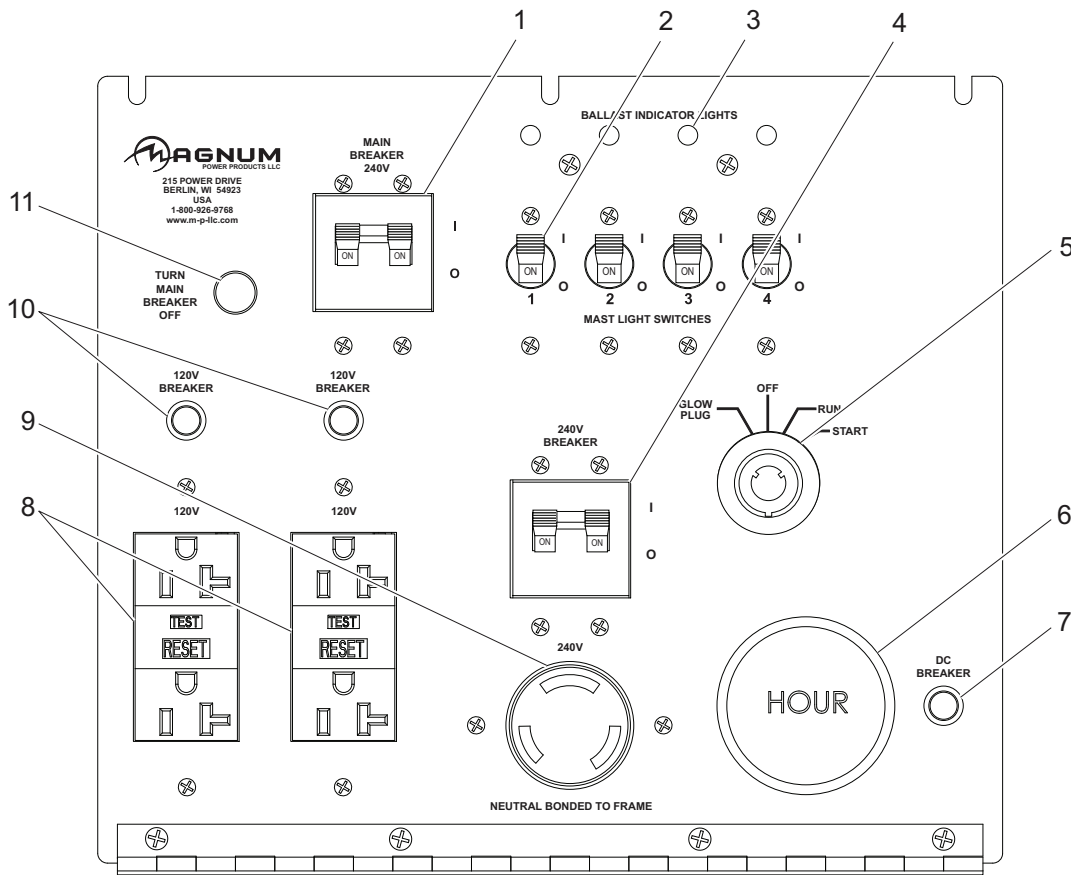 1
2
3
4
BALLAST INDICATOR LIGHTS
MAGNUM
POWER PRODUCTS LLC
215 POWER DRIVE
BERLIN, WI 54923
USA
1-800-926-9768
www.m-p-llc.com
MAIN
BREAKER
240V
I
O
ON
ON
I
O
I
O
I
O
I
O
ON
ON
ON
ON
1
2
3
4
MAST LIGHT SWITCHES
11
TURN
MAIN
BREAKER
OFF
5
10
120V
BREAKER
120V
BREAKER
GLOW
PLUG
OFF
RUN
START
9
240V
BREAKER
I
O
ON
ON
8
120V
120V
6
TEST
RESET
TEST
RESET
240V
7
HOUR
DC
BREAKER
NEUTRAL BONDED TO FRAME